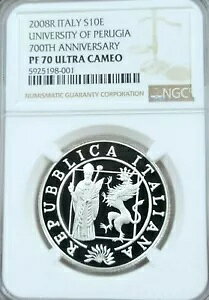 2008R ITALY S10E
UNIVERSITY OF PERUGIA
700TH ANNIVERSARY
PF 70 ULTRA CAMEO
5925198-001
NGC
NUMISMATIC GUARANTY CORPORATION
REPUBBLICA ITALIANA